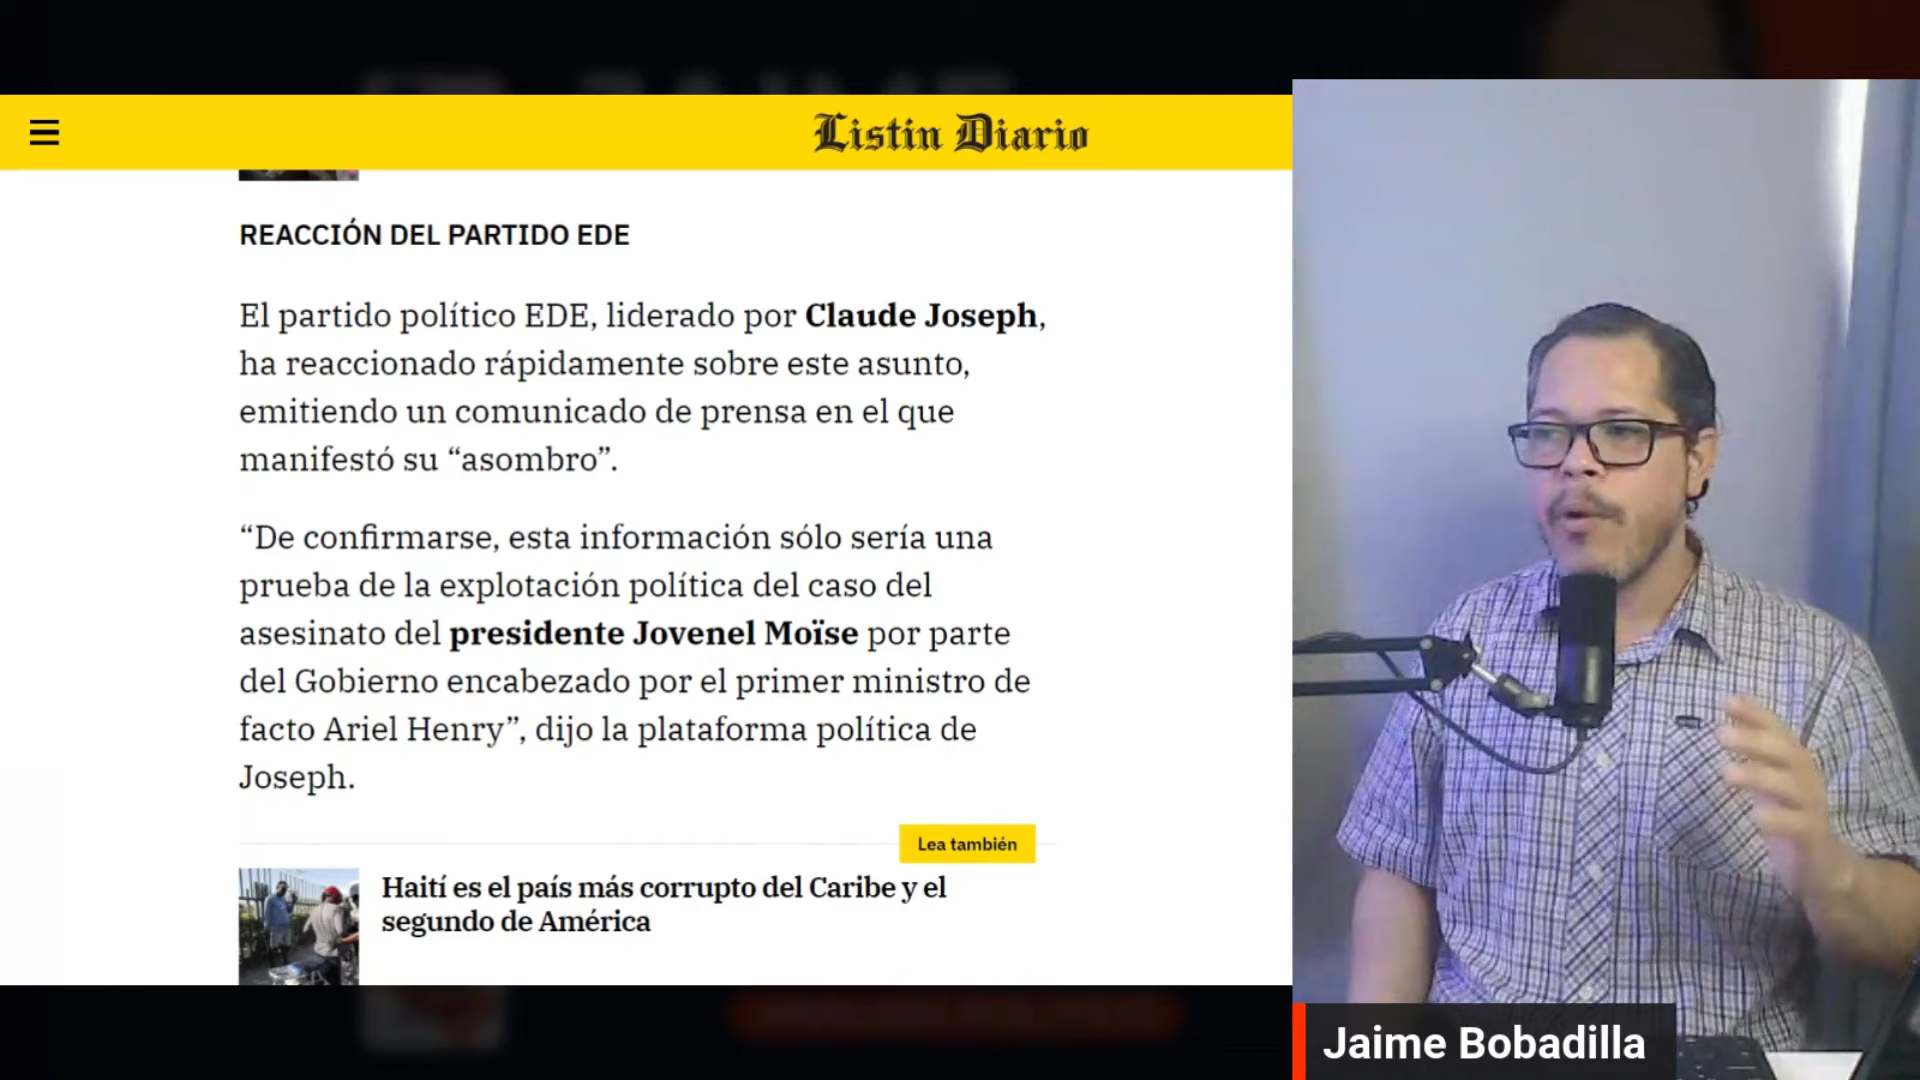 Listín Diario
REACCIÓN DEL PARTIDO EDE
El partido político EDE, liderado por Claude Joseph,
ha reaccionado rápidamente sobre este asunto,
emitiendo un comunicado de prensa en el que
manifestó su “asombro”.
“De confirmarse, esta información sólo sería una
prueba de la explotación política del caso del
asesinato del presidente Jovenel Moïse por parte
del Gobierno encabezado por el primer ministro de
facto Ariel Henry”, dijo la plataforma política de
Joseph.
Lea también
Haití es el país más corrupto del Caribe y el
segundo de América
Jaime Bobadilla